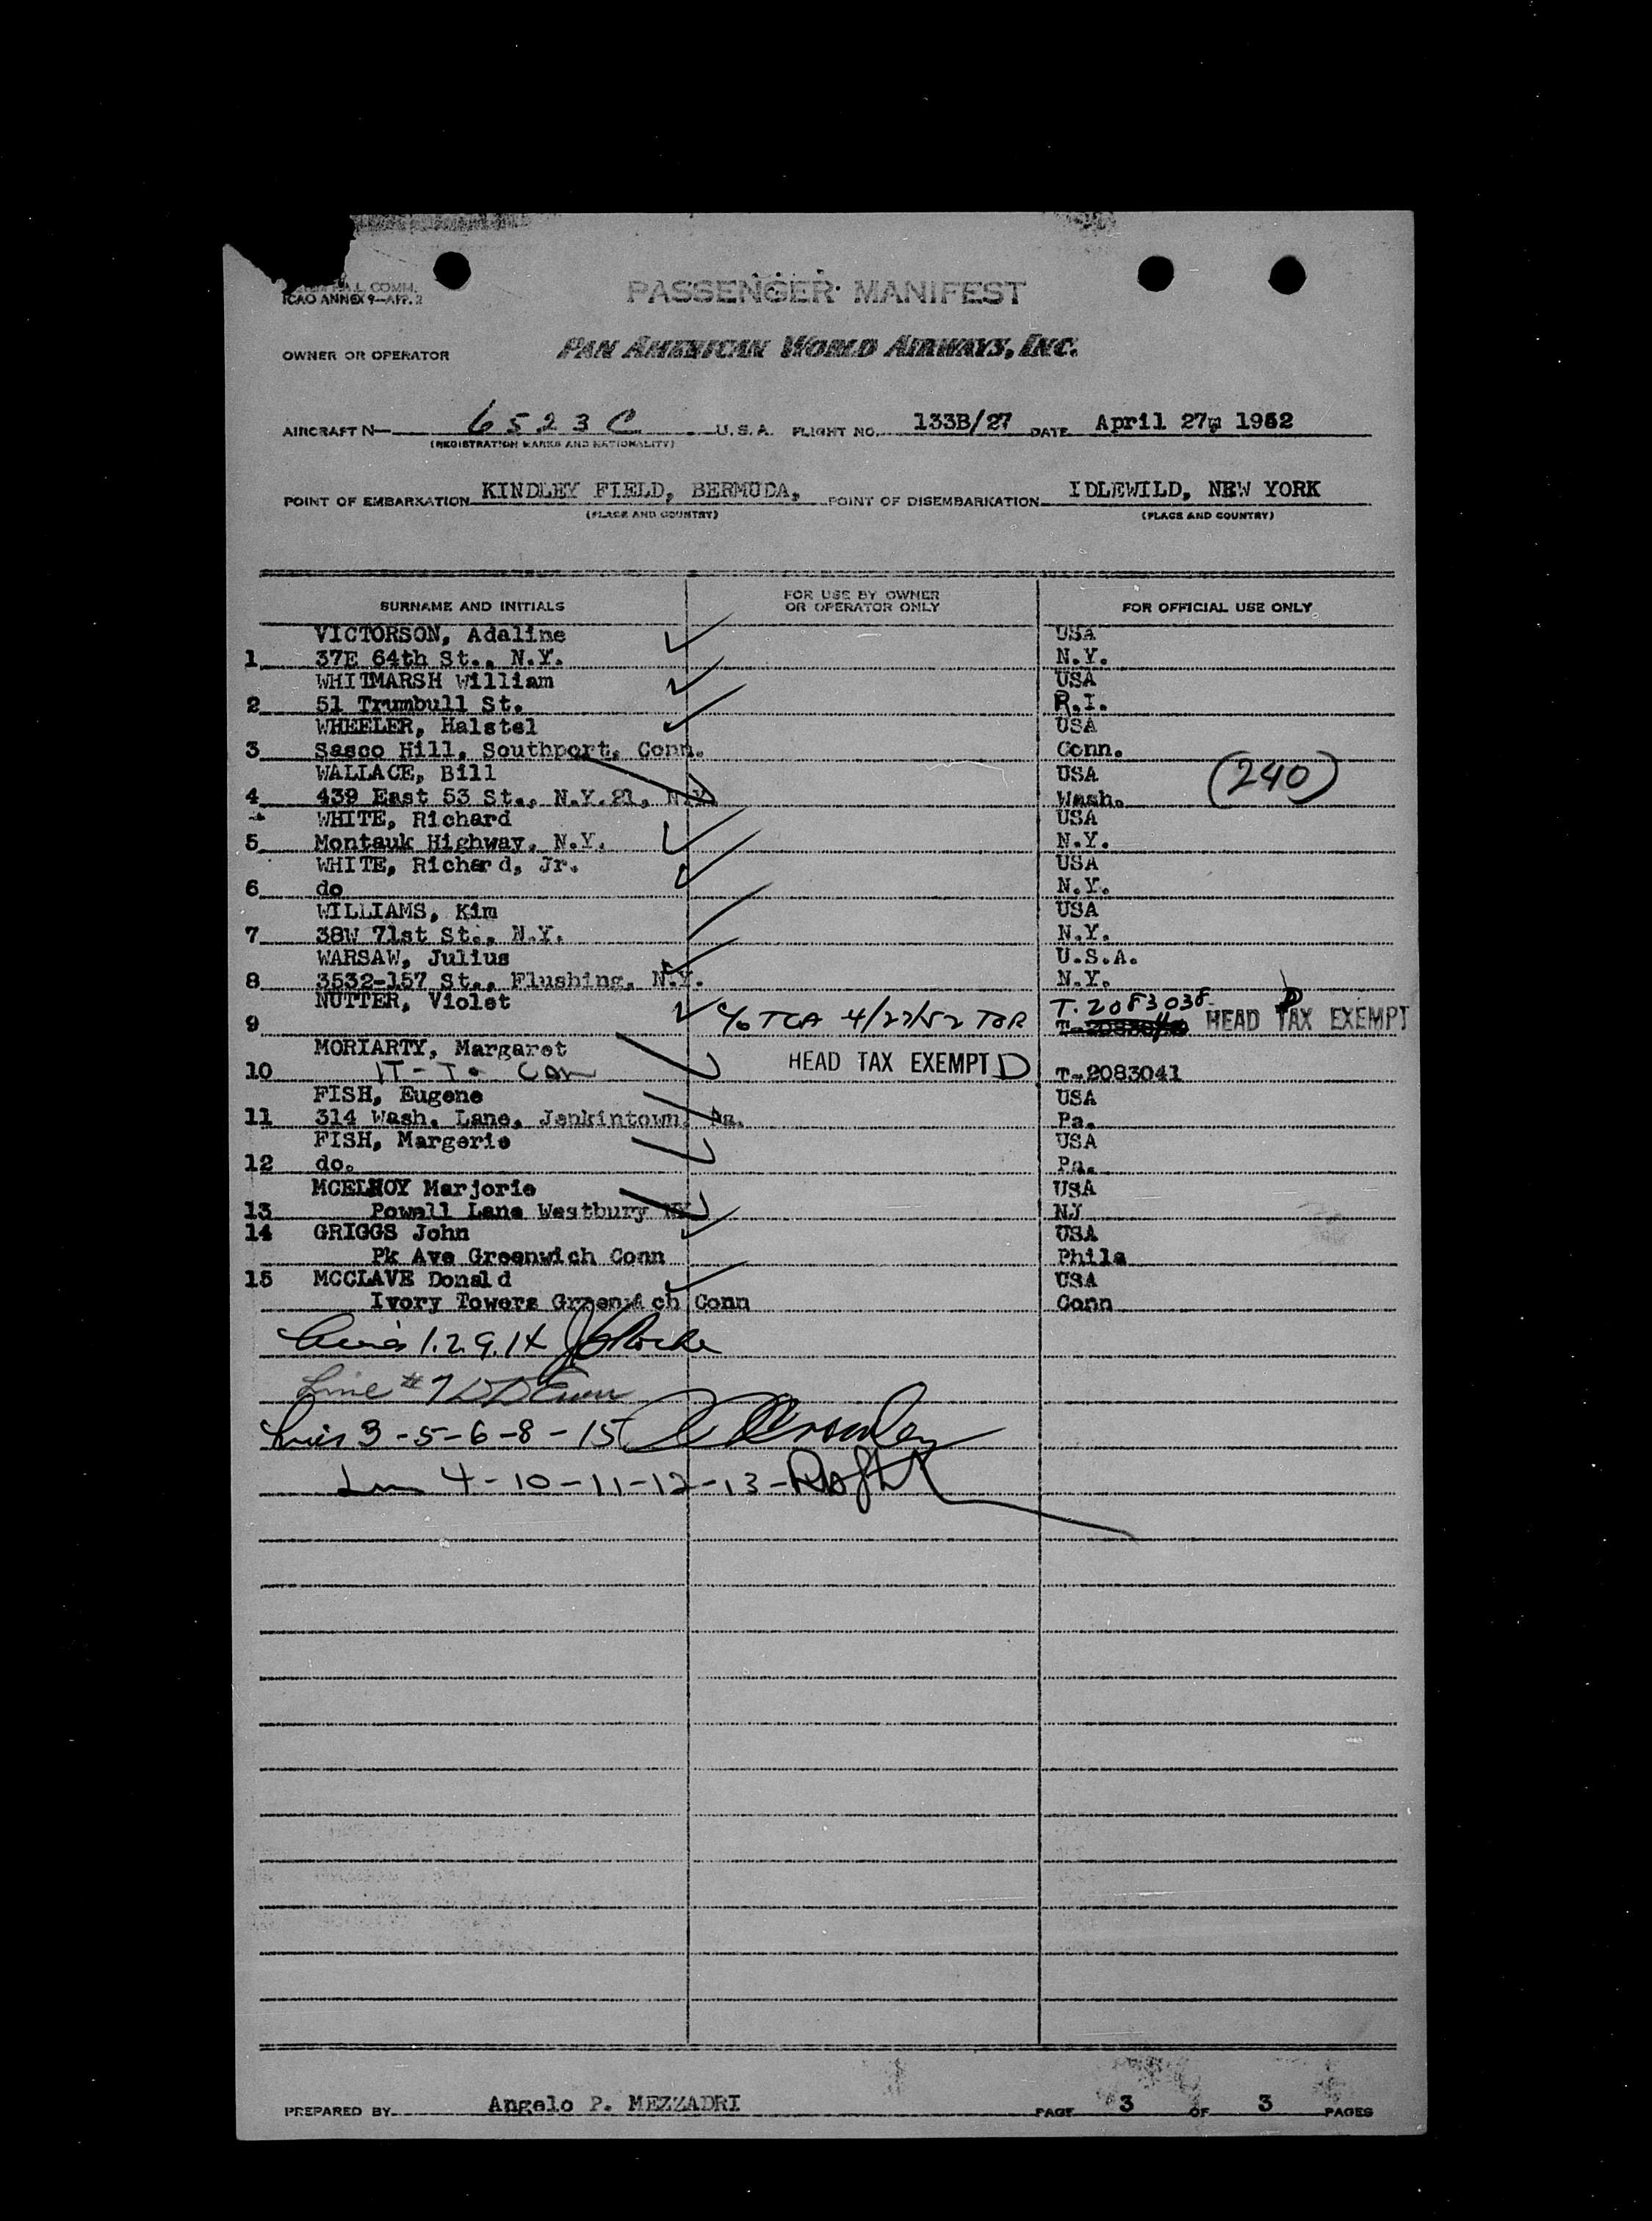 ICAO ANNEX 9—APP. 2
PASSENGER MANIFEST
OWNER OR OPERATOR PAN AMERICAN WORLD AIRWAYS, INC.
AIRCRAFT N— 6523C U.S.A. FLIGHT NO. 133B/27 DATE April 27, 1952
(REGISTRATION MARKS AND NATIONALITY)
POINT OF EMBARKATION KINDLEY FIELD, BERMUDA, POINT OF DISEMBARKATION IDLEWILD, NEW YORK
(PLACE AND COUNTRY) (PLACE AND COUNTRY)
SURNAME AND INITIALS FOR USE BY OWNER OR OPERATOR ONLY FOR OFFICIAL USE ONLY
VICTORSON, Adaline USA
1 37E 64th St., N.Y. N.Y.
WHITMARSH William USA
2 51 Trumbull St. R.I.
WHEELER, Halstel USA
3 Sasco Hill, Southport, Conn. Conn.
WALLACE, Bill USA (240)
4 439 East 53 St., N.Y. 21, N.Y. Wash.
WHITE, Richard USA
5 Montauk Highway, N.Y. N.Y.
WHITE, Richard, Jr. USA
6 do N.Y.
WILLIAMS, Kim USA
7 38W 71st St., N.Y. N.Y.
WARSAW, Julius U.S.A.
8 3532-157 St., Flushing, N.Y. N.Y.
NUTTER, Violet T. 2083038
9 c/o TCA 4/27/52 TOR HEAD TAX EXEMPT
MORIARTY, Margaret HEAD TAX EXEMPT D
10 T-2083041
FISH, Eugene USA
11 314 Wash. Lane, Jenkintown, Pa. Pa.
FISH, Margerie USA
12 do. Pa.
MCELROY Marjorie USA
13 Powell Lane Westbury NY NJ
14 GRIGGS John USA
Pk Ave Greenwich Conn Phila
15 MCCLAVE Donald USA
Ivory Towers Greenwich Conn Conn
1.2.9.14
Line #7
3-5-6-8-15
4-10-11-12-13-
PREPARED BY Angelo P. MEZZADRI PAGE 3 OF 3 PAGES